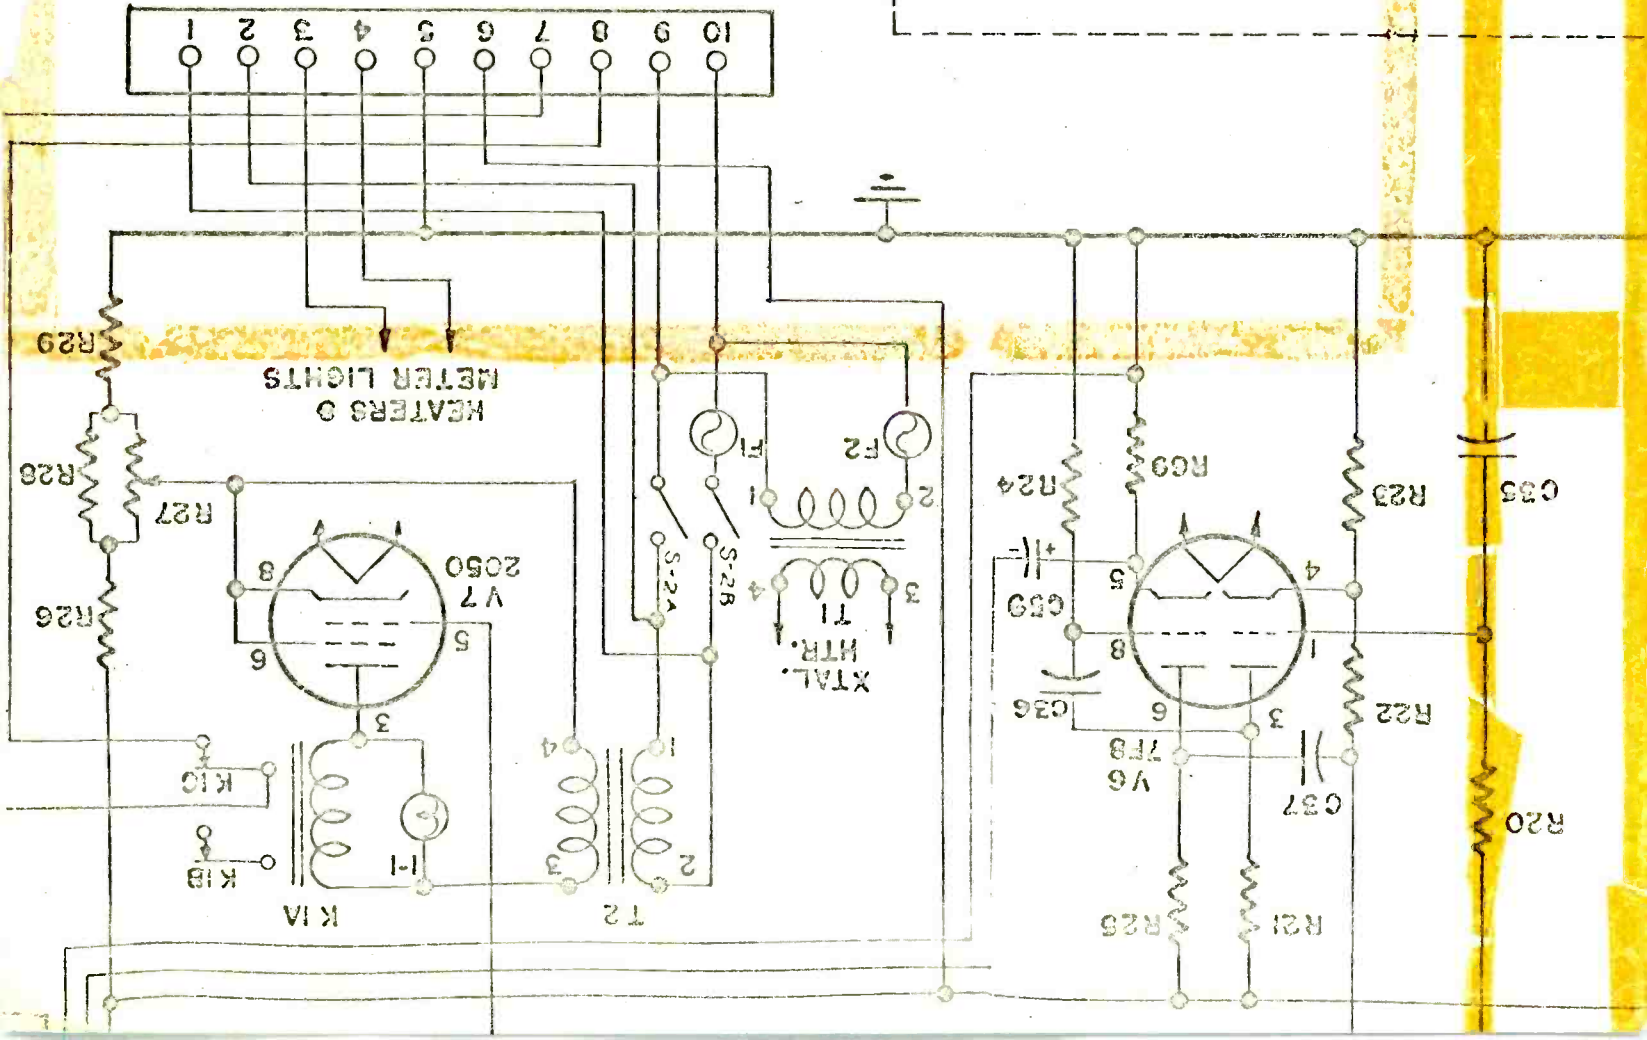 1 2 3 4 5 6 7 8 9 10
R29
HEATERS &
METER LIGHTS
R28
R27
R26
2050
V7
8
6
5
3
K1C
K1B
K1A
I-1
4
3
T2
1
2
F1
F2
S-2A
S-2B
1
2
4
3
T1
XTAL.
HTR.
R24
R69
R23
C35
C59
5
4
8
1
6
3
C36
7F8
V6
C37
R22
R20
R25
R21